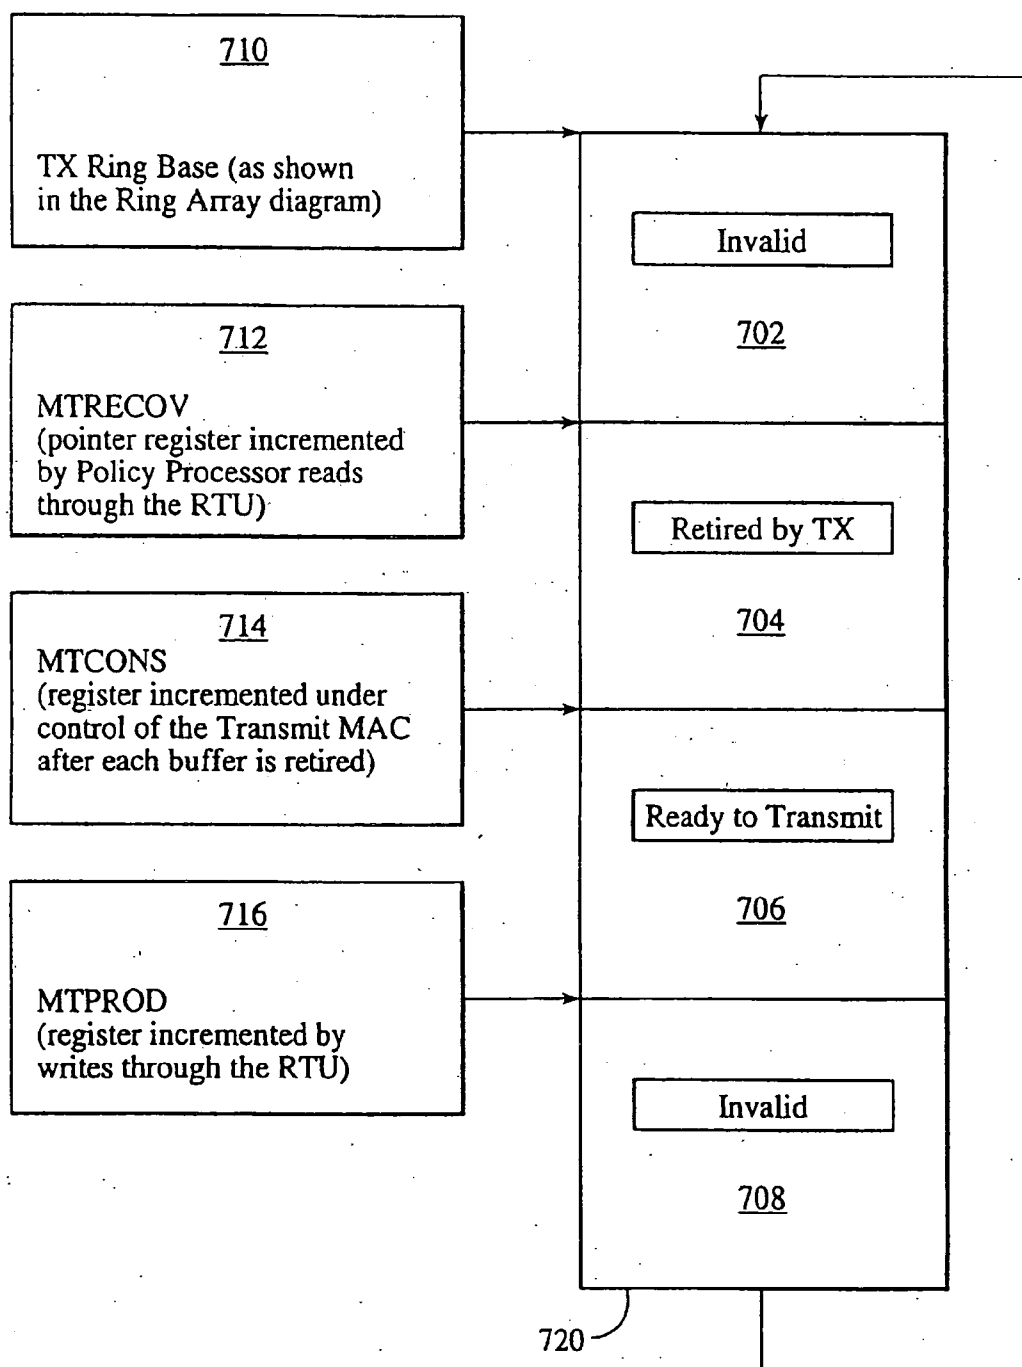 710
TX Ring Base (as shown
in the Ring Array diagram)
712
MTRECOV
(pointer register incremented
by Policy Processor reads
through the RTU)
714
MTCONS
(register incremented under
control of the Transmit MAC
after each buffer is retired)
716
MTPROD
(register incremented by
writes through the RTU)
Invalid
702
Retired by TX
704
Ready to Transmit
706
Invalid
708
720